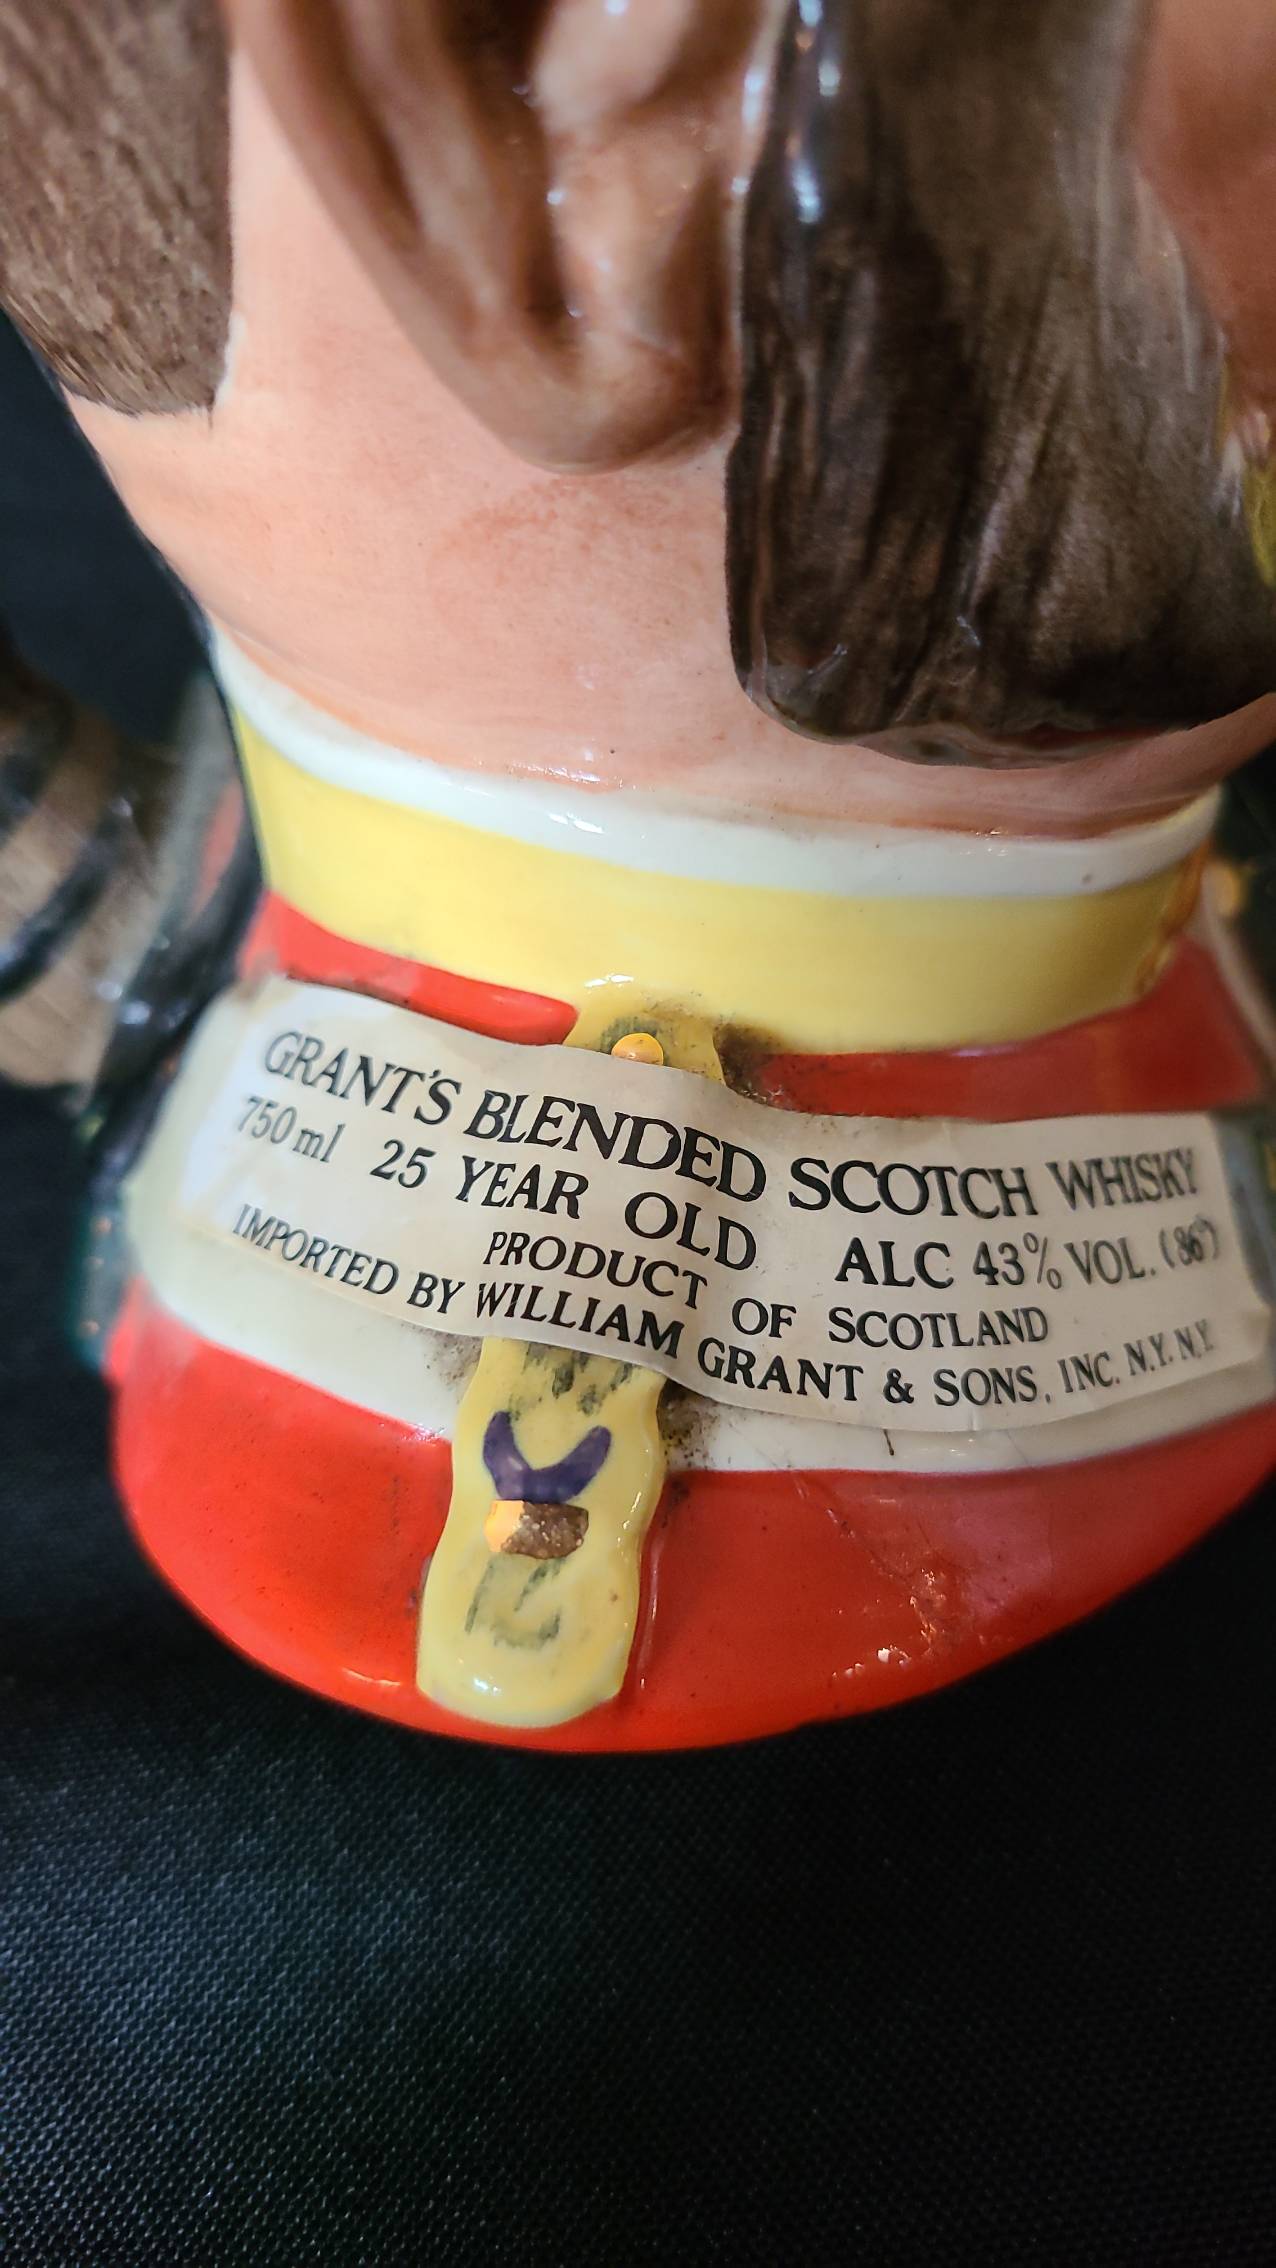 GRANT'S BLENDED SCOTCH WHISKY
750 ml 25 YEAR OLD ALC 43% VOL. (86°)
PRODUCT OF SCOTLAND
IMPORTED BY WILLIAM GRANT & SONS, INC. N.Y. N.Y.